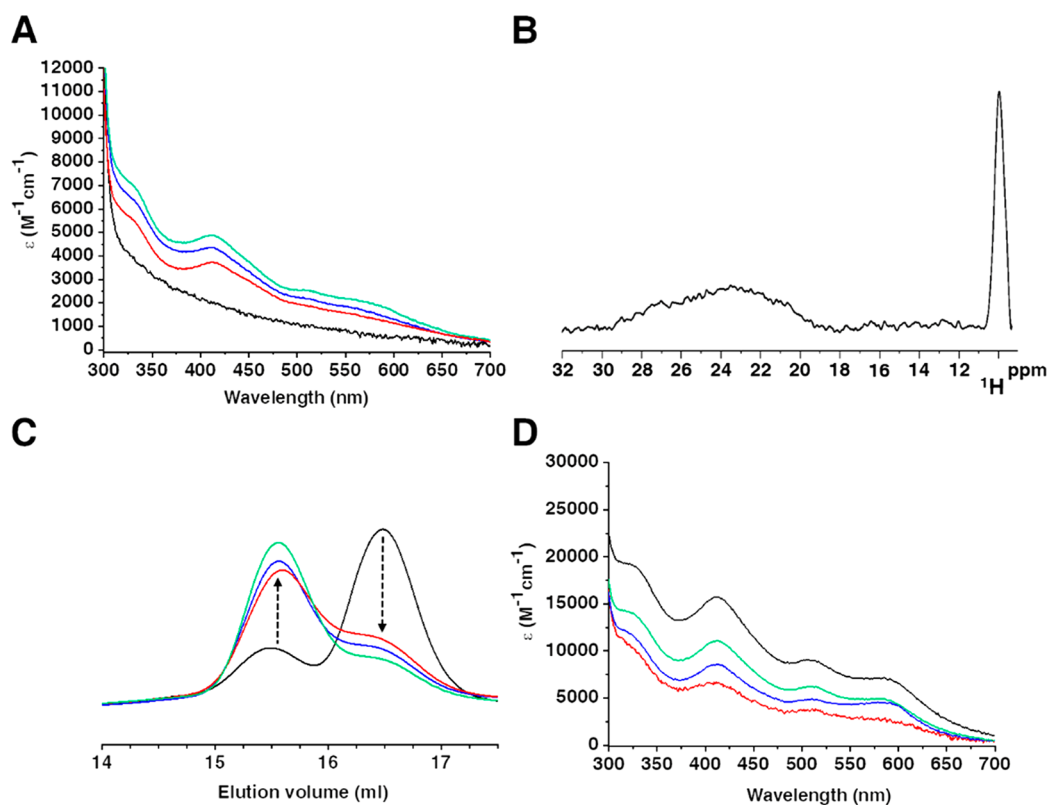 A
12000
11000
10000
9000
8000
7000
6000
5000
4000
3000
2000
1000
0
ε (M⁻¹cm⁻¹)
300 350 400 450 500 550 600 650 700
Wavelength (nm)
B
32 30 28 26 24 22 20 18 16 14 12
¹H ppm
C
14 15 16 17
Elution volume (ml)
D
30000
25000
20000
15000
10000
5000
0
ε (M⁻¹cm⁻¹)
300 350 400 450 500 550 600 650 700
Wavelength (nm)